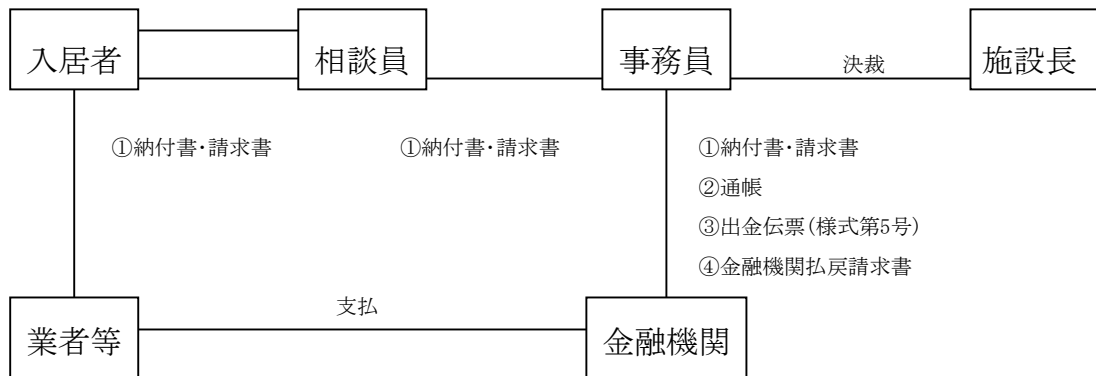 入居者
相談員
事務員
決裁
施設長
①納付書・請求書
①納付書・請求書
①納付書・請求書
②通帳
③出金伝票(様式第5号)
④金融機関払戻請求書
支払
業者等
金融機関